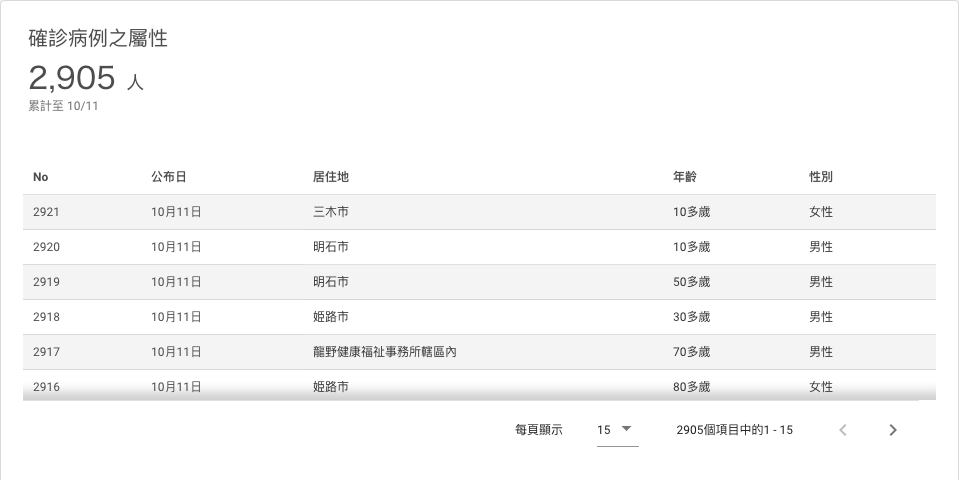 確診病例之屬性
2,905 人
累計至 10/11
No 公布日 居住地 年齡 性別
2921 10月11日 三木市 10多歲 女性
2920 10月11日 明石市 10多歲 男性
2919 10月11日 明石市 50多歲 男性
2918 10月11日 姫路市 30多歲 男性
2917 10月11日 龍野健康福祉事務所轄區內 70多歲 男性
2916 10月11日 姫路市 80多歲 女性
每頁顯示 15 2905個項目中的1 - 15